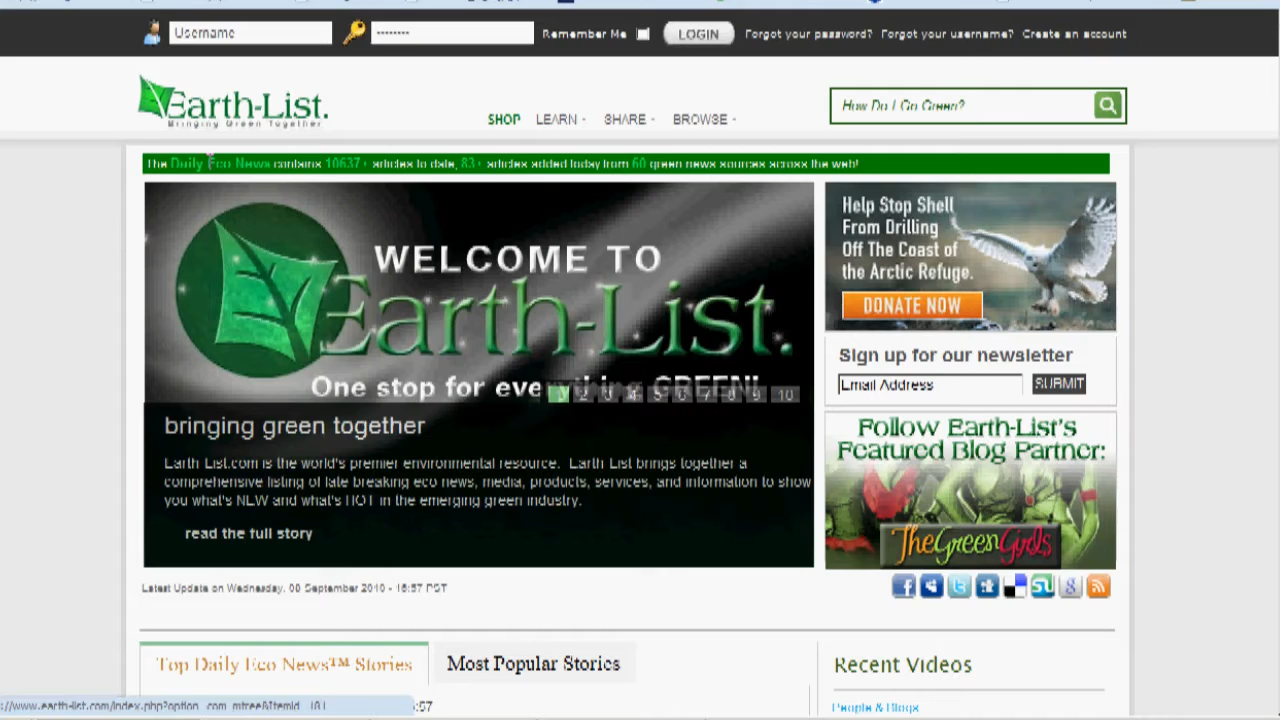 Username
••••••••
Remember Me
LOGIN
Forgot your password? Forgot your username? Create an account
Earth-List.
Bringing Green Together
SHOP LEARN SHARE BROWSE
How Do I Go Green?
The Daily Eco News contains 10637+ articles to date, 83+ articles added today from 60 green news sources across the web!
WELCOME TO
Earth-List.
One stop for everything GREEN!
1 2 3 4 5 6 7 8 9 10
bringing green together
Earth-List.com is the world's premier environmental resource. Earth List brings together a
comprehensive listing of late breaking eco news, media, products, services, and information to show
you what's NEW and what's HOT in the emerging green industry.
read the full story
Help Stop Shell
From Drilling
Off The Coast of
the Arctic Refuge.
DONATE NOW
Sign up for our newsletter
Email Address
SUBMIT
Follow Earth-List's
Featured Blog Partner:
TheGreenGirls
Latest Update on Wednesday, 08 September 2010 - 16:57 PST
Top Daily Eco News™ Stories
Most Popular Stories
Recent Videos
People & Blogs
://www.earth-list.com/index.php?option_com_mtree&Itemid
:57